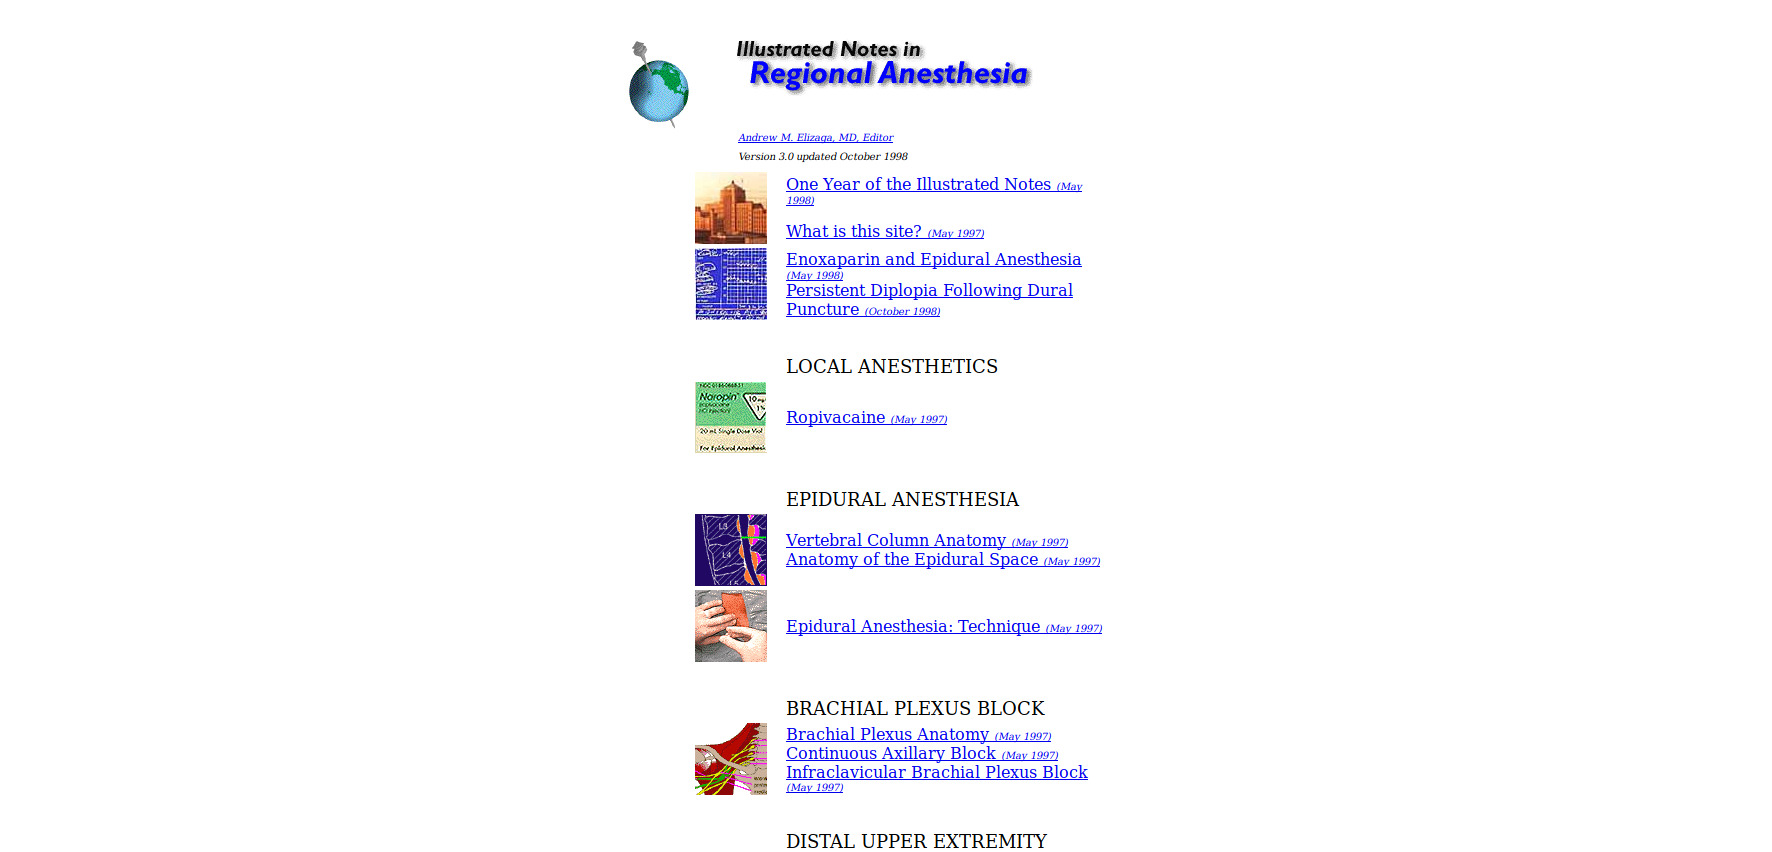 Illustrated Notes in
Regional Anesthesia
Andrew M. Elizaga, MD, Editor
Version 3.0 updated October 1998
One Year of the Illustrated Notes (May
1998)
What is this site? (May 1997)
Enoxaparin and Epidural Anesthesia
(May 1998)
Persistent Diplopia Following Dural
Puncture (October 1998)
LOCAL ANESTHETICS
Naropin
10
1%
20 mL Single Dose Vial
For Epidural Anesthesi
Ropivacaine (May 1997)
EPIDURAL ANESTHESIA
L3
L4
Vertebral Column Anatomy (May 1997)
Anatomy of the Epidural Space (May 1997)
Epidural Anesthesia: Technique (May 1997)
BRACHIAL PLEXUS BLOCK
Brachial Plexus Anatomy (May 1997)
Continuous Axillary Block (May 1997)
Infraclavicular Brachial Plexus Block
(May 1997)
DISTAL UPPER EXTREMITY